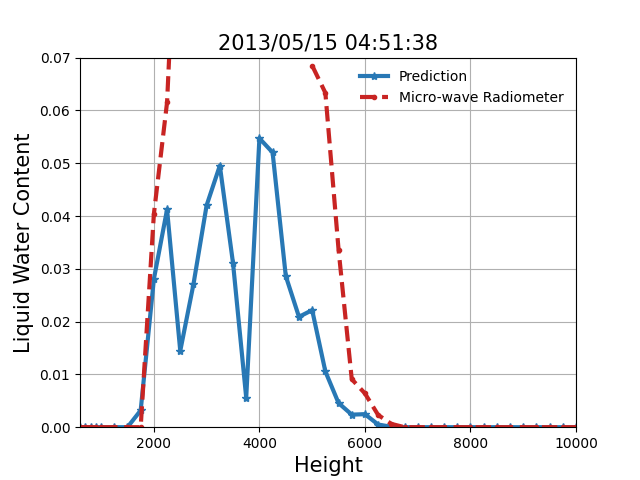 2013/05/15 04:51:38
0.07
0.06
0.05
0.04
0.03
0.02
0.01
0.00
Liquid Water Content
Prediction
Micro-wave Radiometer
2000 4000 6000 8000 10000
Height